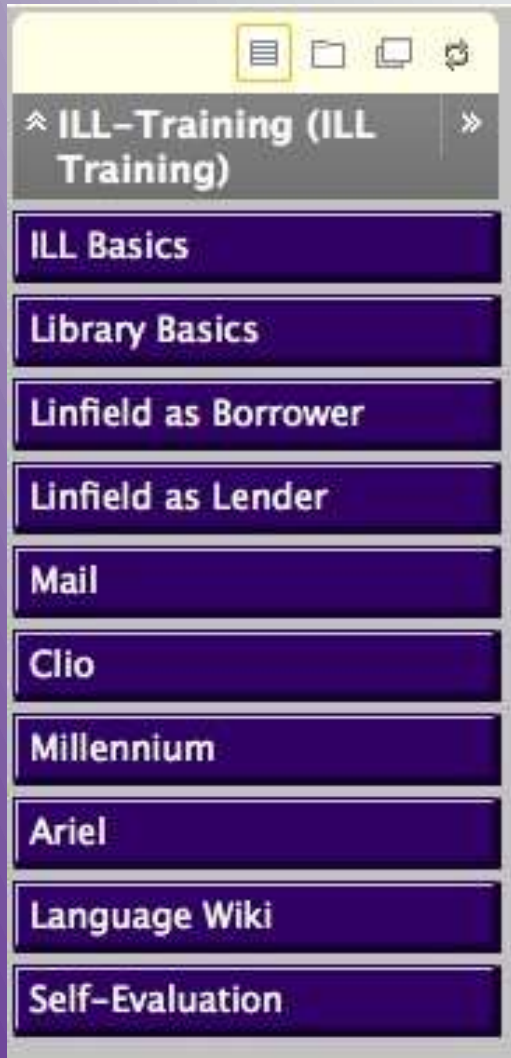 ILL-Training (ILL
Training)
ILL Basics
Library Basics
Linfield as Borrower
Linfield as Lender
Mail
Clio
Millennium
Ariel
Language Wiki
Self-Evaluation